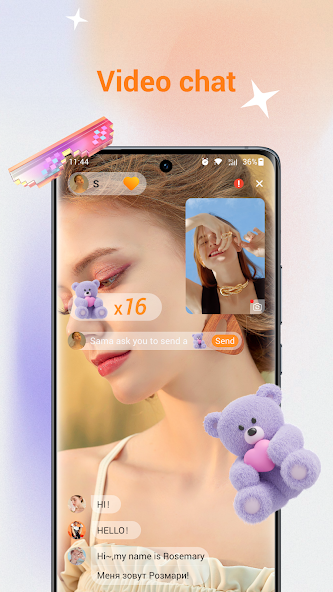 Video chat
11:44
36%
S
x16
Sama ask you to send a
Send
HI!
HELLO!
Hi~,my name is Rosemary
Меня зовут Розмари!